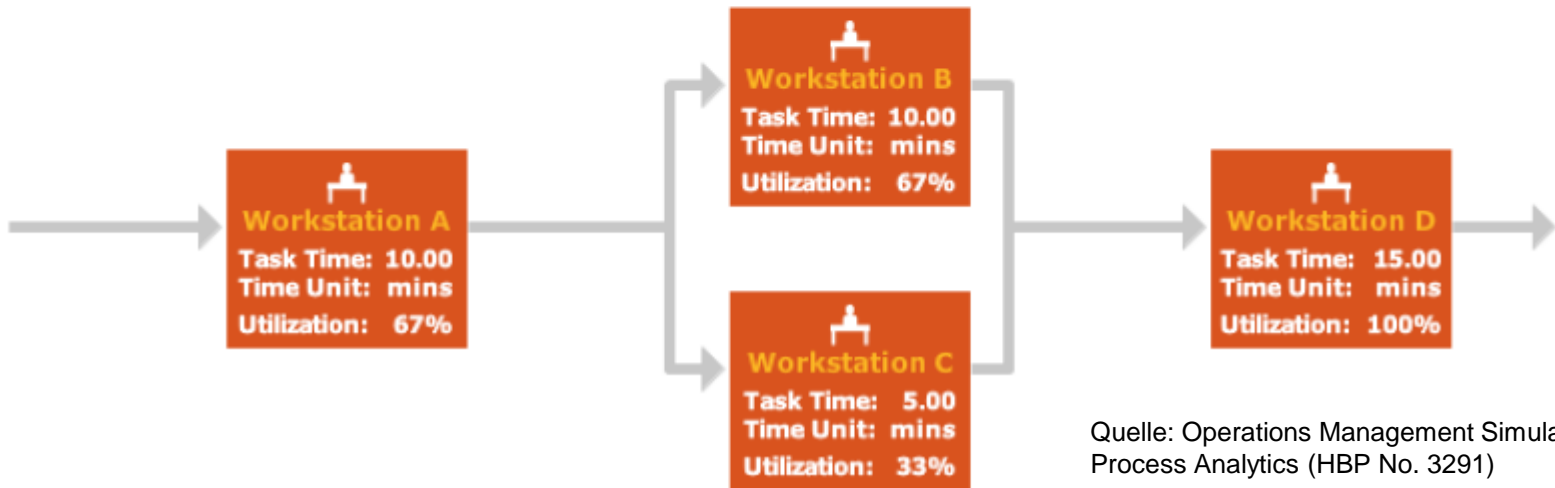 Workstation A
Task Time: 10.00
Time Unit: mins
Utilization: 67%
Workstation B
Task Time: 10.00
Time Unit: mins
Utilization: 67%
Workstation C
Task Time: 5.00
Time Unit: mins
Utilization: 33%
Workstation D
Task Time: 15.00
Time Unit: mins
Utilization: 100%
Quelle: Operations Management Simula
Process Analytics (HBP No. 3291)